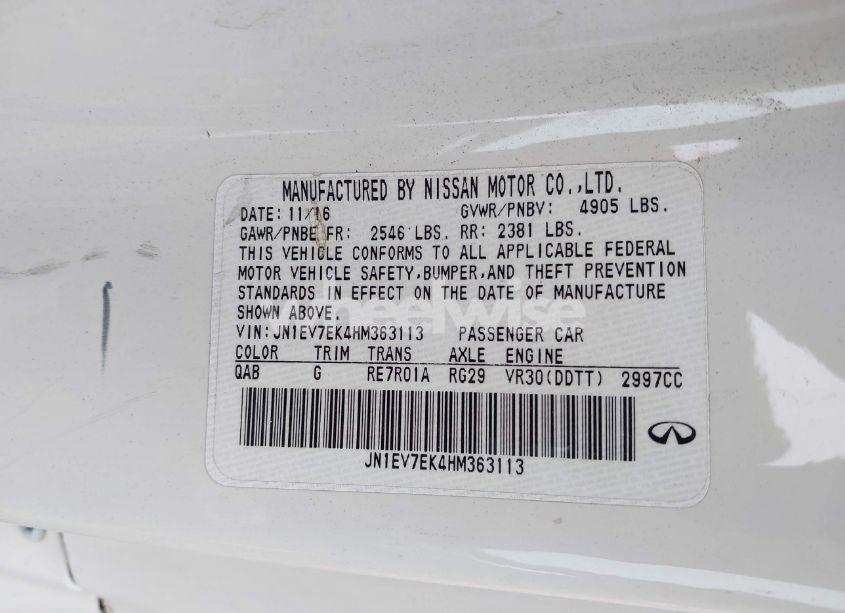 MANUFACTURED BY NISSAN MOTOR CO.,LTD.
DATE: 11/16 GVWR/PNBV: 4905 LBS.
GAWR/PNBE FR: 2546 LBS. RR: 2381 LBS.
THIS VEHICLE CONFORMS TO ALL APPLICABLE FEDERAL
MOTOR VEHICLE SAFETY,BUMPER,AND THEFT PREVENTION
STANDARDS IN EFFECT ON THE DATE OF MANUFACTURE
SHOWN ABOVE.
VIN:JN1EV7EK4HM363113 PASSENGER CAR
COLOR TRIM TRANS AXLE ENGINE
QAB G RE7R01A RG29 VR30(DDTT) 2997CC
JN1EV7EK4HM363113